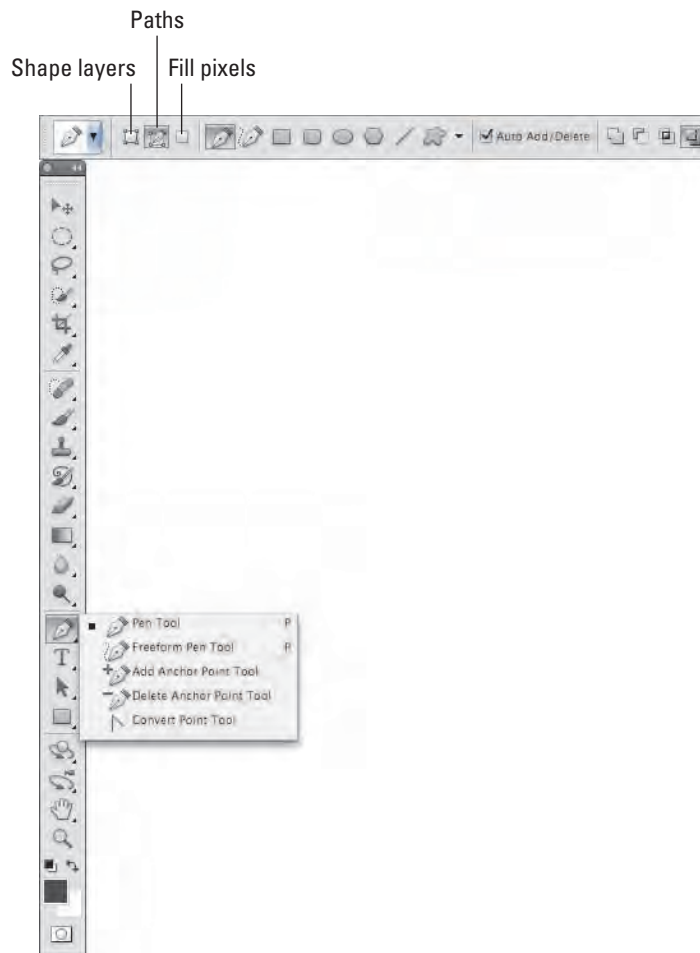 Paths
Shape layers Fill pixels
Auto Add/Delete
Pen Tool P
Freeform Pen Tool P
Add Anchor Point Tool
Delete Anchor Point Tool
Convert Point Tool
T